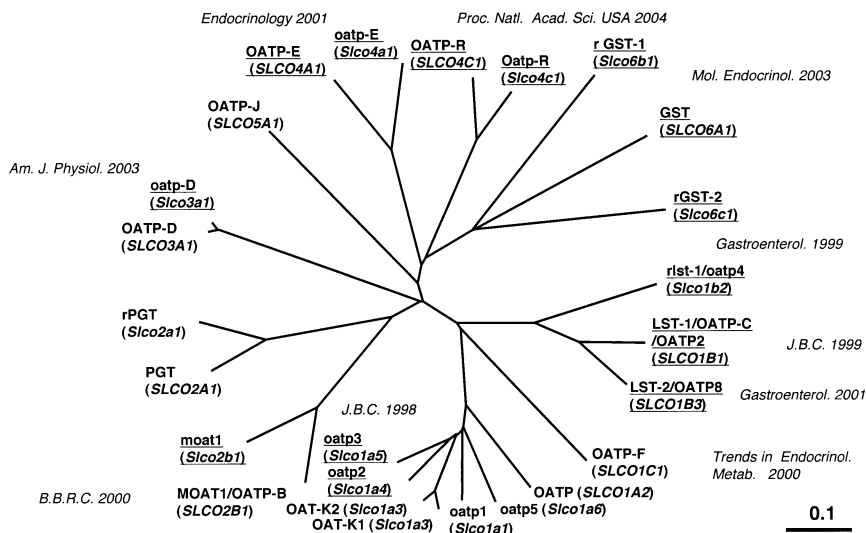 Endocrinology 2001
Proc. Natl. Acad. Sci. USA 2004
oatp-E
(Slco4a1)
OATP-E
(SLCO4A1)
OATP-R
(SLCO4C1)
Oatp-R
(Slco4c1)
r GST-1
(Slco6b1)
Mol. Endocrinol. 2003
OATP-J
(SLCO5A1)
GST
(SLCO6A1)
Am. J. Physiol. 2003
oatp-D
(Slco3a1)
OATP-D
(SLCO3A1)
rGST-2
(Slco6c1)
Gastroenterol. 1999
rlst-1/oatp4
(Slco1b2)
rPGT
(Slco2a1)
LST-1/OATP-C
/OATP2
(SLCO1B1)
J.B.C. 1999
PGT
(SLCO2A1)
LST-2/OATP8
(SLCO1B3)
Gastroenterol. 2001
J.B.C. 1998
moat1
(Slco2b1)
oatp3
(Slco1a5)
oatp2
(Slco1a4)
OATP-F
(SLCO1C1)
Trends in Endocrinol.
Metab. 2000
B.B.R.C. 2000
MOAT1/OATP-B
(SLCO2B1)
OAT-K2 (Slco1a3)
OAT-K1 (Slco1a3)
oatp1
(Slco1a1)
oatp5 (Slco1a6)
OATP (SLCO1A2)
0.1